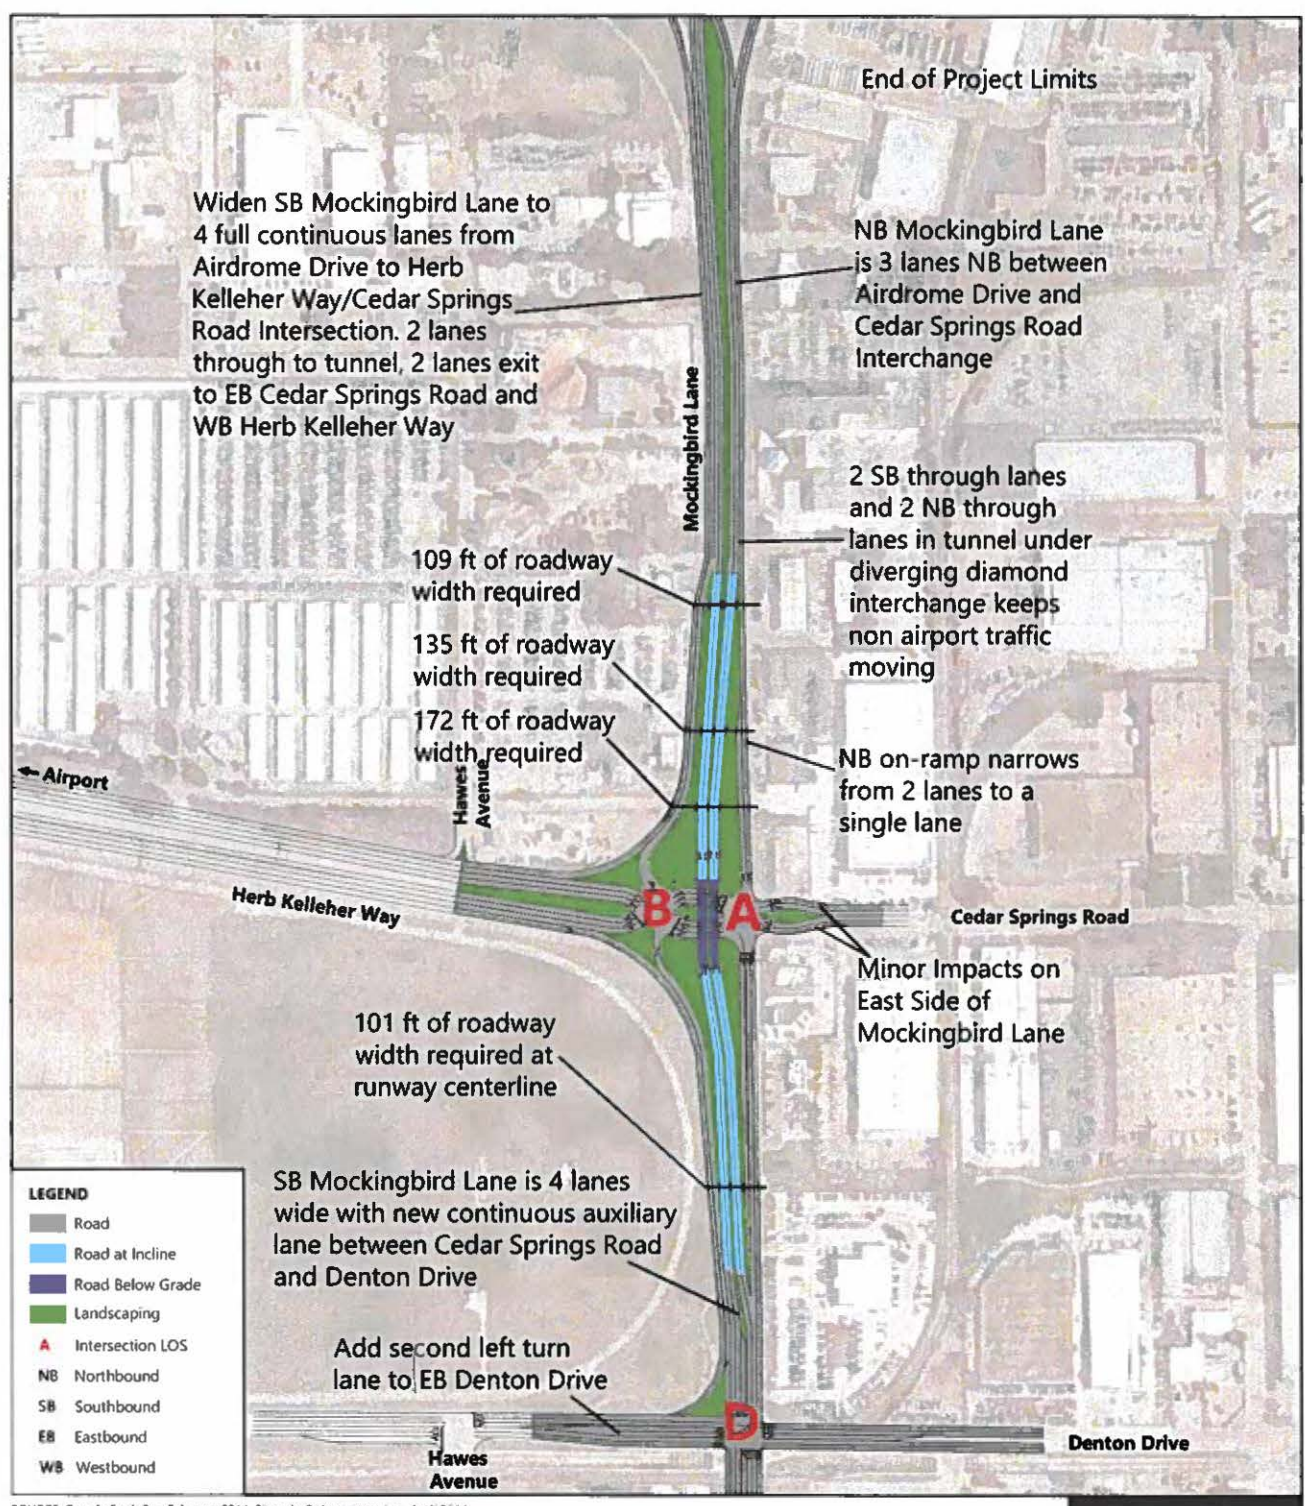 End of Project Limits
Widen SB Mockingbird Lane to
4 full continuous lanes from
Airdrome Drive to Herb
Kelleher Way/Cedar Springs
Road Intersection. 2 lanes
through to tunnel, 2 lanes exit
to EB Cedar Springs Road and
WB Herb Kelleher Way
NB Mockingbird Lane
is 3 lanes NB between
Airdrome Drive and
Cedar Springs Road
Interchange
Mockingbird Lane
2 SB through lanes
and 2 NB through
lanes in tunnel under
diverging diamond
interchange keeps
non airport traffic
moving
109 ft of roadway
width required
135 ft of roadway
width required
172 ft of roadway
width required
NB on-ramp narrows
from 2 lanes to a
single lane
Airport
Hawes
Avenue
Herb Kelleher Way
B
A
Cedar Springs Road
Minor Impacts on
East Side of
Mockingbird Lane
101 ft of roadway
width required at
runway centerline
SB Mockingbird Lane is 4 lanes
wide with new continuous auxiliary
lane between Cedar Springs Road
and Denton Drive
Add second left turn
lane to EB Denton Drive
D
Denton Drive
Hawes
Avenue
LEGEND
Road
Road at Incline
Road Below Grade
Landscaping
A Intersection LOS
NB Northbound
SB Southbound
EB Eastbound
WB Westbound